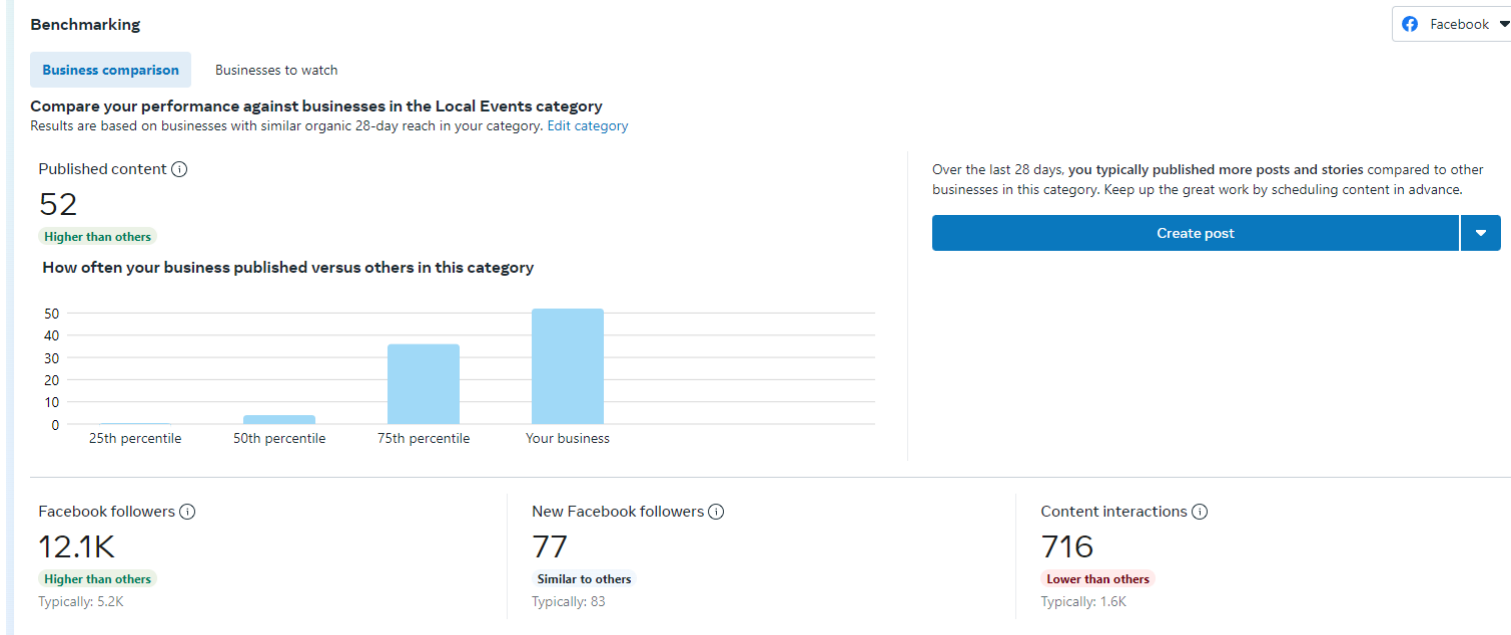 Benchmarking
Facebook
Business comparison
Businesses to watch
Compare your performance against businesses in the Local Events category
Results are based on businesses with similar organic 28-day reach in your category. Edit category
Published content
52
Higher than others
How often your business published versus others in this category
50
40
30
20
10
0
25th percentile
50th percentile
75th percentile
Your business
Over the last 28 days, you typically published more posts and stories compared to other
businesses in this category. Keep up the great work by scheduling content in advance.
Create post
Facebook followers
12.1K
Higher than others
Typically: 5.2K
New Facebook followers
77
Similar to others
Typically: 83
Content interactions
716
Lower than others
Typically: 1.6K